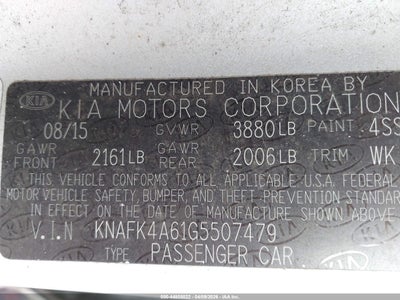 MANUFACTURED IN KOREA BY
KIA KIA MOTORS CORPORATION
08/15 GVWR 3880LB PAINT 4SS
GAWR FRONT 2161LB GAWR REAR 2006LB TRIM WK
THIS VEHICLE CONFORMS TO ALL APPLICABLE U.S.A. FEDERAL
MOTOR VEHICLE SAFETY, BUMPER, AND THEFT PREVENTION STANDARDS
IN EFFECT ON THE DATE OF MANUFACTURE SHOWN ABOVE.
V.I.N KNAFK4A61G5507479
TYPE PASSENGER CAR